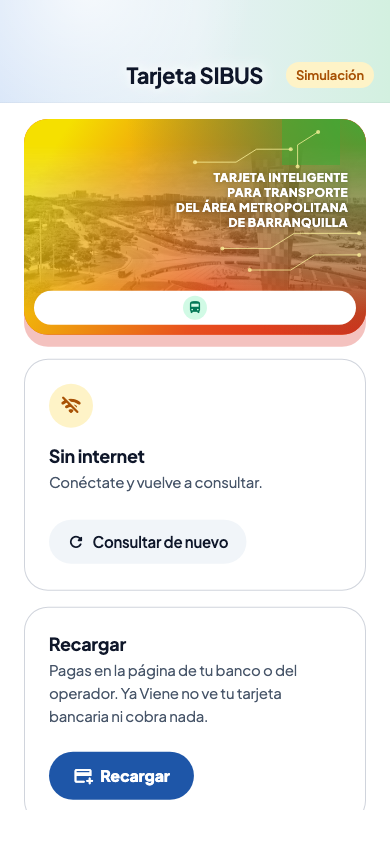 Tarjeta SIBUS
Simulación
TARJETA INTELIGENTE
PARA TRANSPORTE
DEL ÁREA METROPOLITANA
DE BARRANQUILLA
Sin internet
Conéctate y vuelve a consultar.
Consultar de nuevo
Recargar
Pagas en la página de tu banco o del
operador. Ya Viene no ve tu tarjeta
bancaria ni cobra nada.
Recargar